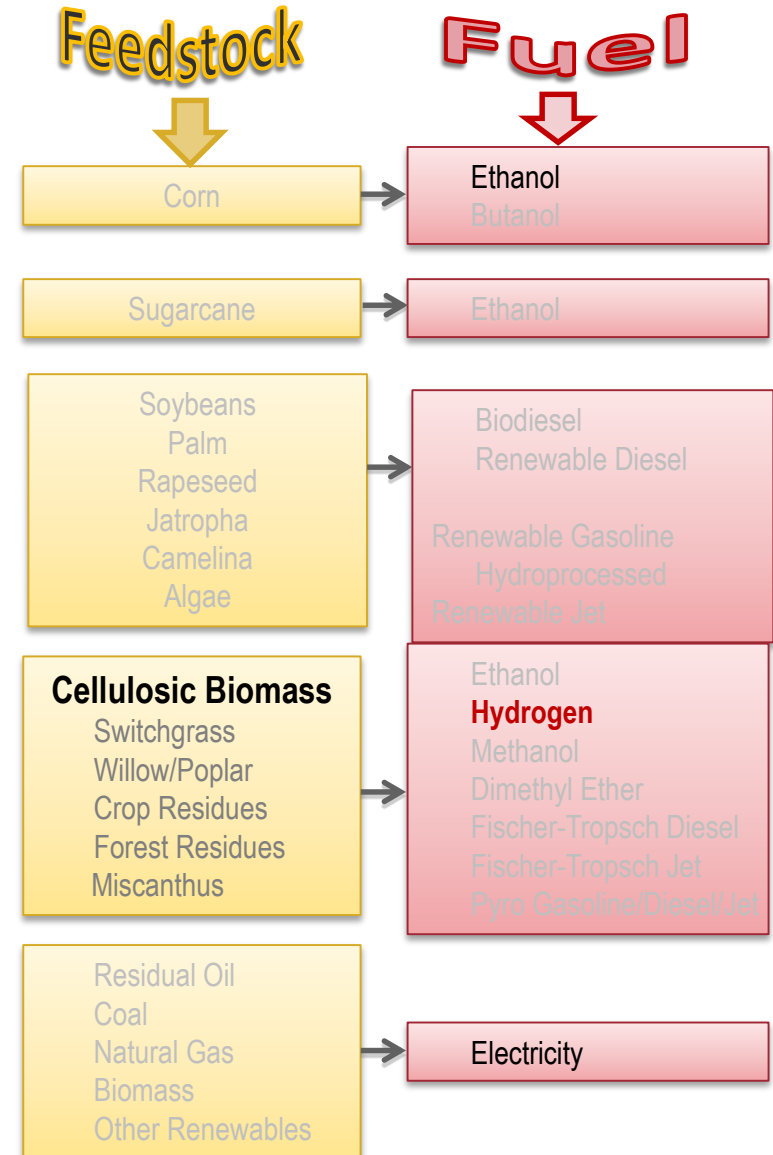 Feedstock
Fuel
Corn
Ethanol
Butanol
Sugarcane
Ethanol
Soybeans
Palm
Rapeseed
Jatropha
Camelina
Algae
Biodiesel
Renewable Diesel
Renewable Gasoline
Hydroprocessed
Renewable Jet
Cellulosic Biomass
Switchgrass
Willow/Poplar
Crop Residues
Forest Residues
Miscanthus
Ethanol
Hydrogen
Methanol
Dimethyl Ether
Fischer-Tropsch Diesel
Fischer-Tropsch Jet
Pyro Gasoline/Diesel/Jet
Residual Oil
Coal
Natural Gas
Biomass
Other Renewables
Electricity